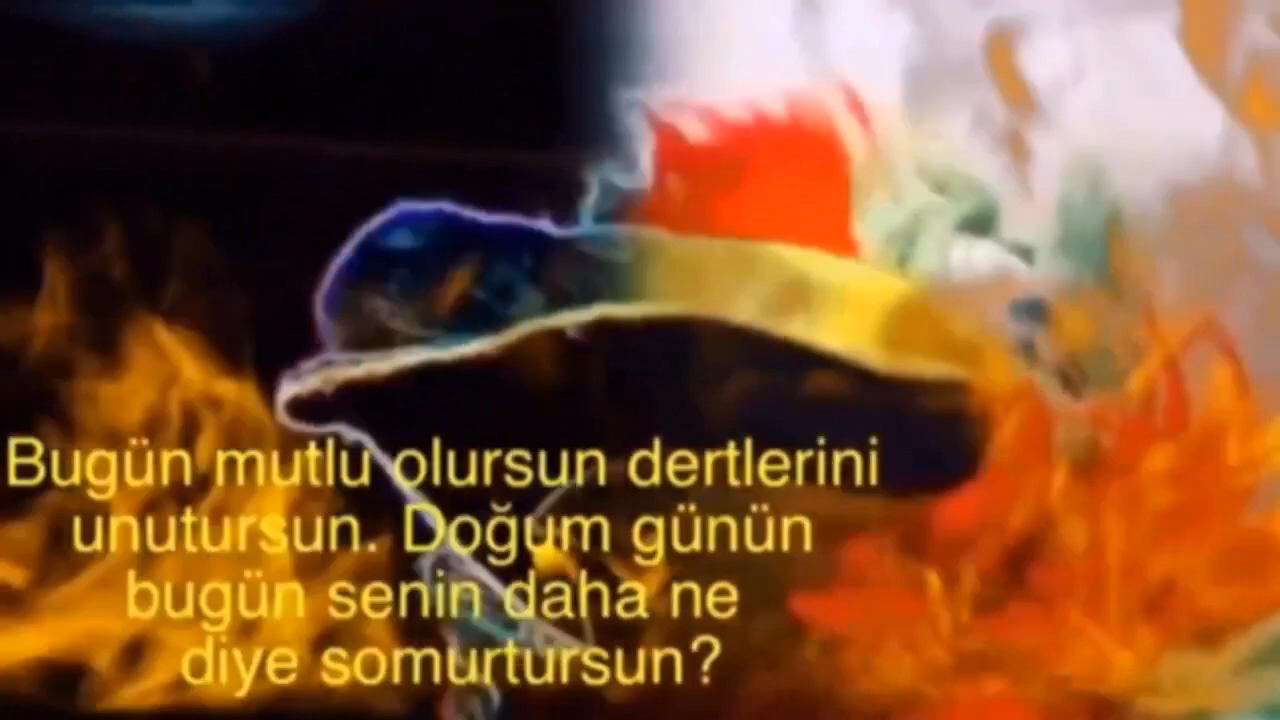 Bugün mutlu olursun dertlerini
unutursun. Doğum günün
bugün senin daha ne
diye somurtursun?